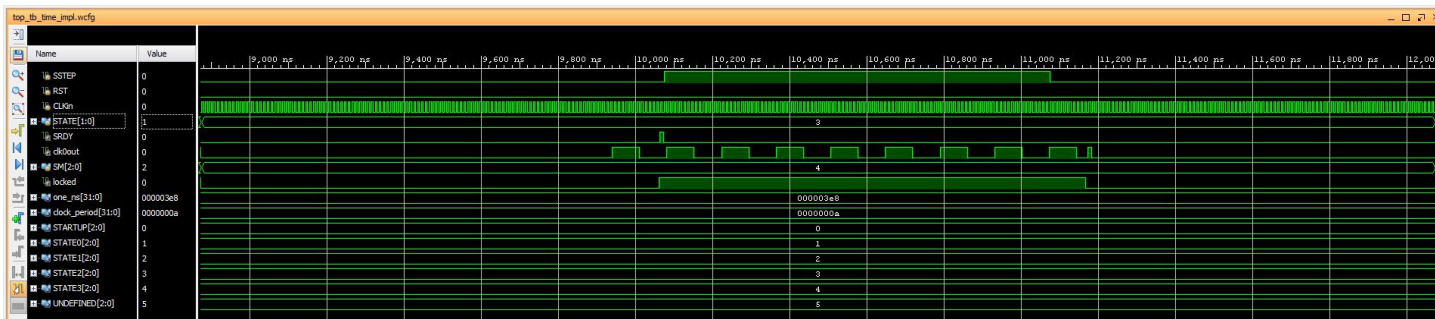 top_tb_time_impl.wcfg
Name Value
9,000 ns 9,200 ns 9,400 ns 9,600 ns 9,800 ns 10,000 ns 10,200 ns 10,400 ns 10,600 ns 10,800 ns 11,000 ns 11,200 ns 11,400 ns 11,600 ns 11,800 ns 12,00
SSTEP 0
RST 0
CLKin 0
STATE[1:0] 1 3
SRDY 0
clk0out 0
SM[2:0] 2 4
locked 0
one_ns[31:0] 000003e8 000003e8
clock_period[31:0] 0000000a 0000000a
STARTUP[2:0] 0 0
STATE0[2:0] 1 1
STATE1[2:0] 2 2
STATE2[2:0] 3 3
STATE3[2:0] 4 4
UNDEFINED[2:0] 5 5